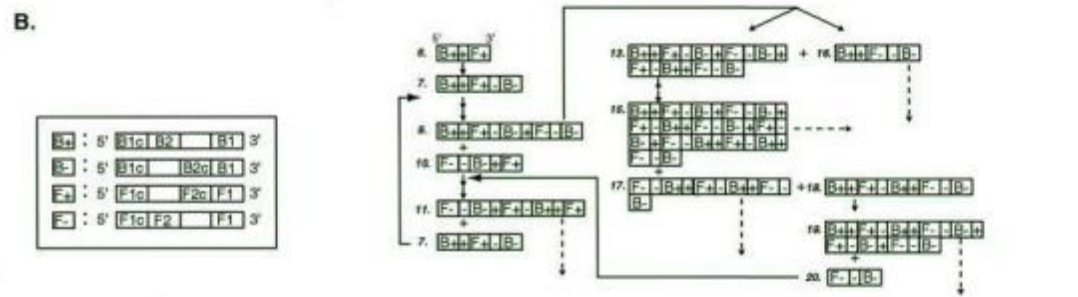 B.
B+ : 5' B1c B2 B1 3'
B- : 5' B1c B2c B1 3'
F+ : 5' F1c F2c F1 3'
F- : 5' F1c F2 F1 3'
5' 3'
6. B++F+
7. B++F+-B-
9. B++F+-B-+F--B-
+
10. F--B-+F+
11. F--B-+F+-B++F+
+
7. B++F+-B-
13. B++F+-B-+F--B-+
F+-B++F--B-
+ 16. B++F--B-
15. B++F+-B-+F--B-+
F+-B++F--B-+F+-
B-+F--B++F+-B++
F--B-
+
17. F--B++F+-B++F--
B-
+18. B++F+-B++F--B-
19. B++F+-B++F--B-+
F+-B-+F--B-
+
20. F--B-